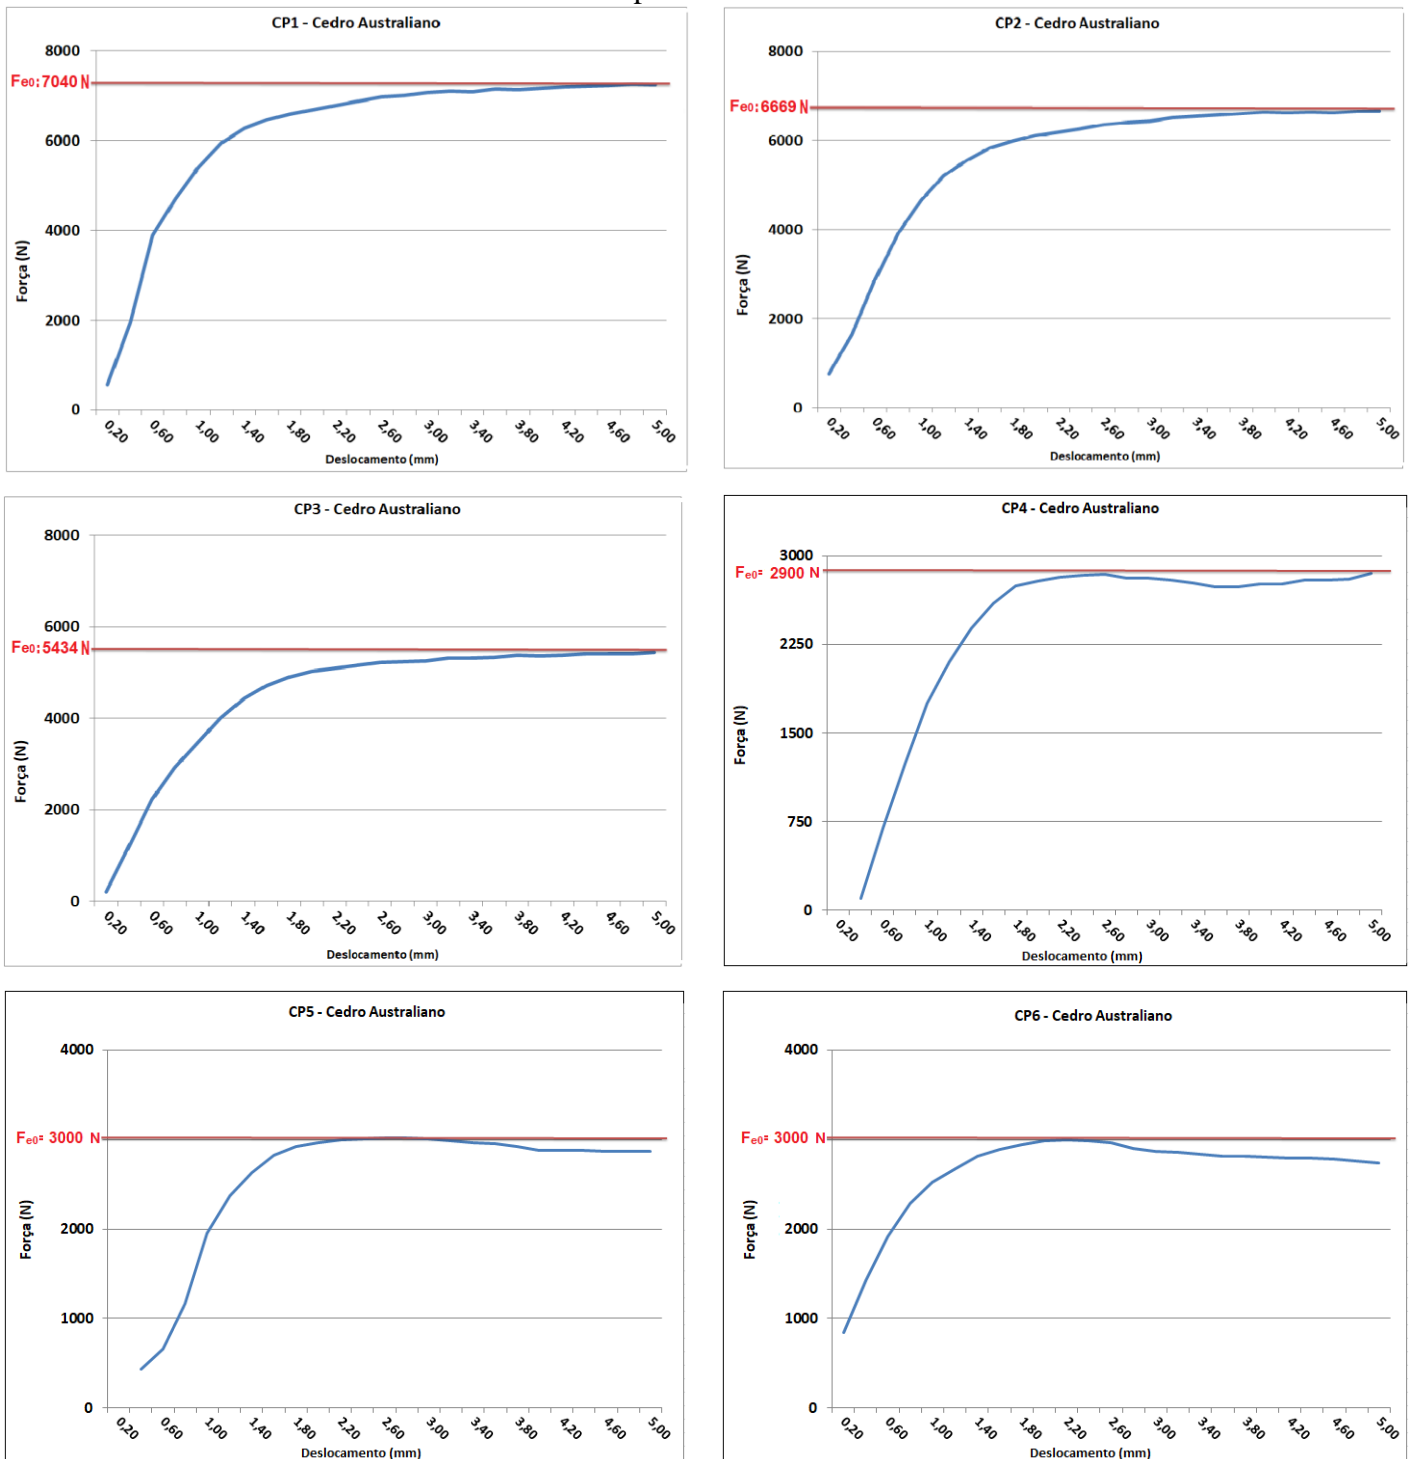 CP1 - Cedro Australiano
8000
Fe0:7040 N
6000
4000
2000
0
Força (N)
0,20 0,60 1,00 1,40 1,80 2,20 2,60 3,00 3,40 3,80 4,20 4,60 5,00
Deslocamento (mm)
CP2 - Cedro Australiano
8000
Fe0:6669 N
6000
4000
2000
0
Força (N)
0,20 0,60 1,00 1,40 1,80 2,20 2,60 3,00 3,40 3,80 4,20 4,60 5,00
Deslocamento (mm)
CP3 - Cedro Australiano
8000
6000
Fe0:5434 N
4000
2000
0
Força (N)
0,20 0,60 1,00 1,40 1,80 2,20 2,60 3,00 3,40 3,80 4,20 4,60 5,00
Deslocamento (mm)
CP4 - Cedro Australiano
3000
Fe0= 2900 N
2250
1500
750
0
Força (N)
0,20 0,60 1,00 1,40 1,80 2,20 2,60 3,00 3,40 3,80 4,20 4,60 5,00
Deslocamento (mm)
CP5 - Cedro Australiano
4000
Fe0= 3000 N
2000
1000
0
Força (N)
0,20 0,60 1,00 1,40 1,80 2,20 2,60 3,00 3,40 3,80 4,20 4,60 5,00
Deslocamento (mm)
CP6 - Cedro Australiano
4000
Fe0= 3000 N
2000
1000
0
Força (N)
0,20 0,60 1,00 1,40 1,80 2,20 2,60 3,00 3,40 3,80 4,20 4,60 5,00
Deslocamento (mm)